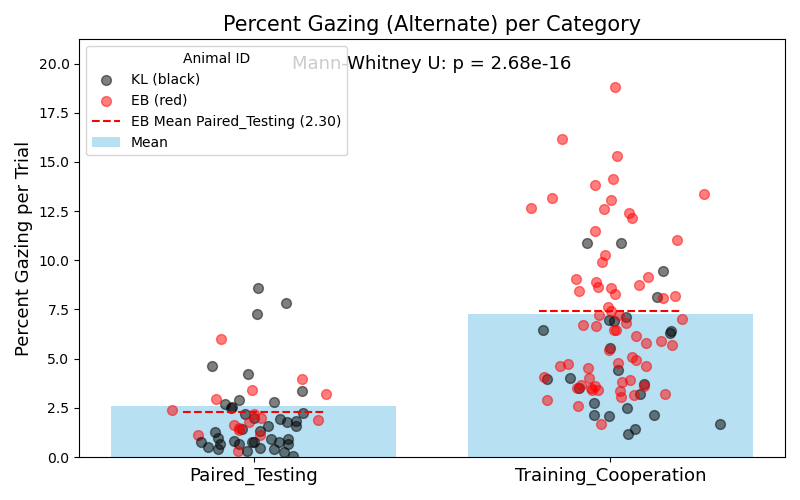 Percent Gazing (Alternate) per Category
Mann-Whitney U: p = 2.68e-16
Animal ID
KL (black)
EB (red)
EB Mean Paired_Testing (2.30)
Mean
Percent Gazing per Trial
20.0
17.5
15.0
12.5
10.0
7.5
5.0
2.5
0.0
Paired_Testing
Training_Cooperation